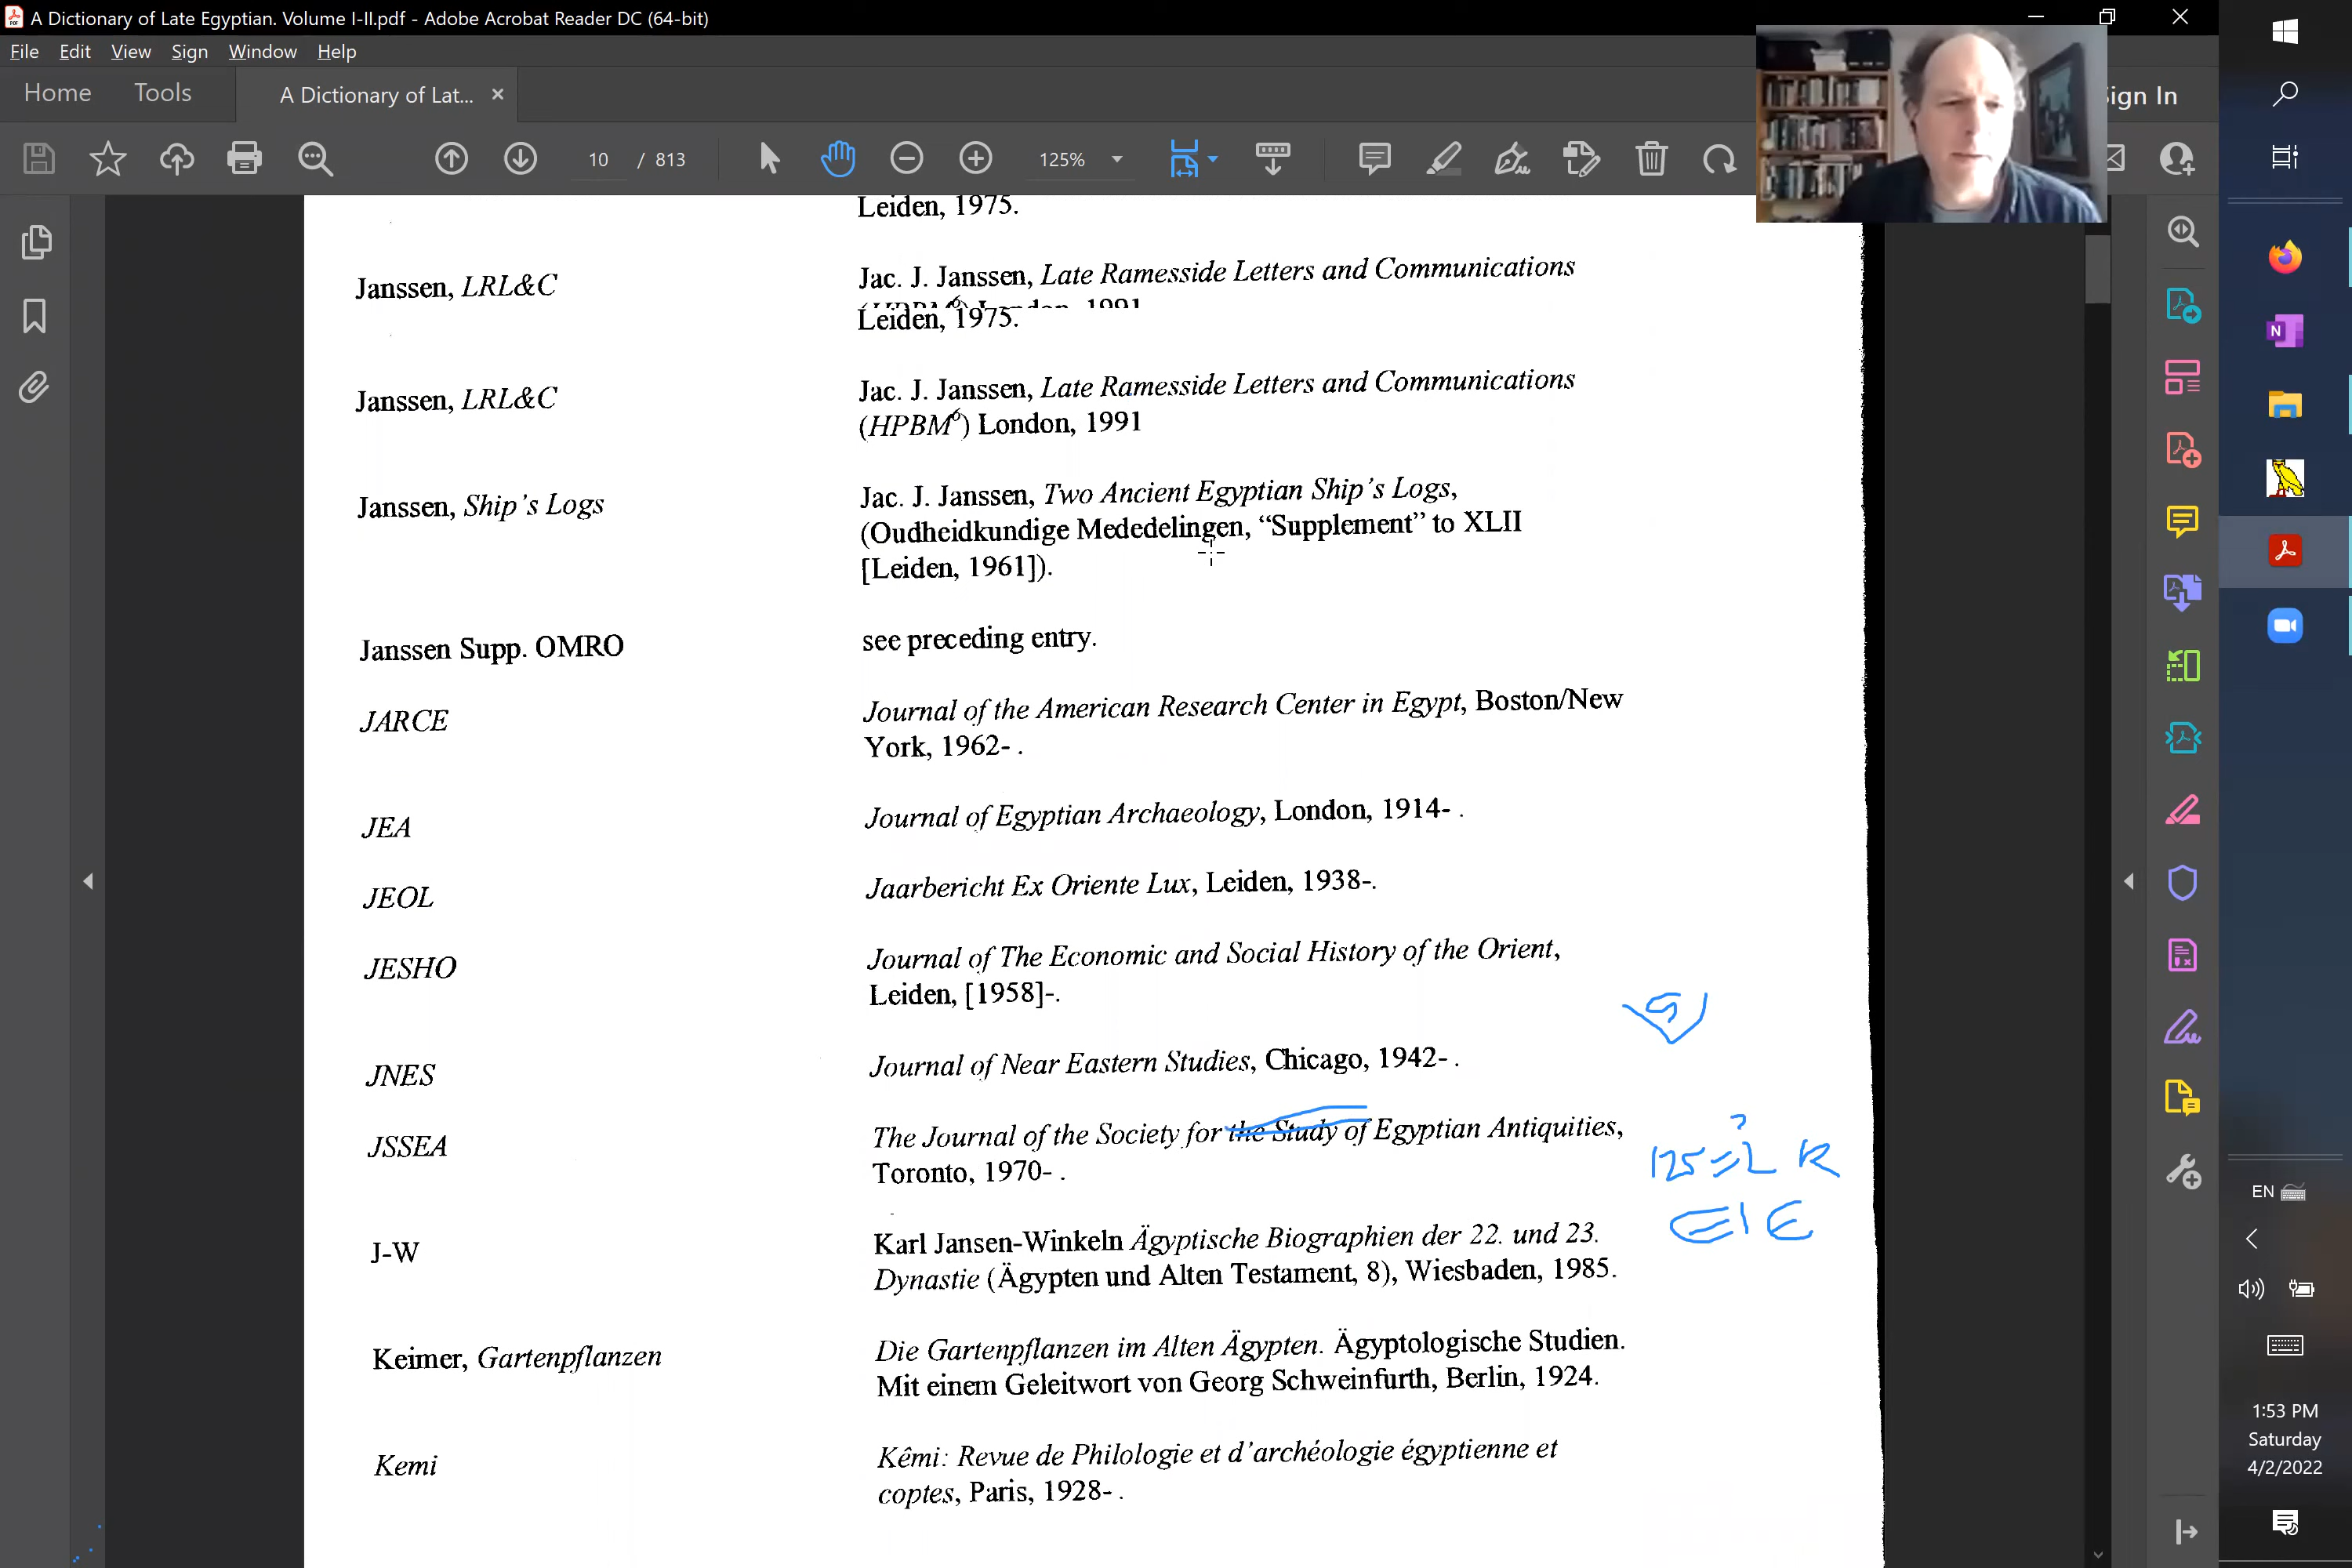 A Dictionary of Late Egyptian. Volume I-II.pdf - Adobe Acrobat Reader DC (64-bit)
File Edit View Sign Window Help
Home Tools A Dictionary of Lat... × Sign In
10 / 813 125%
Leiden, 1975.
Janssen, LRL&C Jac. J. Janssen, Late Ramesside Letters and Communications
Leiden, 1975.
Janssen, LRL&C Jac. J. Janssen, Late Ramesside Letters and Communications
(HPBM⁶) London, 1991
Janssen, Ship's Logs Jac. J. Janssen, Two Ancient Egyptian Ship's Logs,
(Oudheidkundige Mededelingen, “Supplement” to XLII
[Leiden, 1961]).
Janssen Supp. OMRO see preceding entry.
JARCE Journal of the American Research Center in Egypt, Boston/New
York, 1962- .
JEA Journal of Egyptian Archaeology, London, 1914- .
JEOL Jaarbericht Ex Oriente Lux, Leiden, 1938-.
JESHO Journal of The Economic and Social History of the Orient,
Leiden, [1958]-.
JNES Journal of Near Eastern Studies, Chicago, 1942- .
JSSEA The Journal of the Society for the Study of Egyptian Antiquities,
Toronto, 1970- .
J-W Karl Jansen-Winkeln Ägyptische Biographien der 22. und 23.
Dynastie (Ägypten und Alten Testament, 8), Wiesbaden, 1985.
Keimer, Gartenpflanzen Die Gartenpflanzen im Alten Ägypten. Ägyptologische Studien.
Mit einem Geleitwort von Georg Schweinfurth, Berlin, 1924.
Kemi Kêmi: Revue de Philologie et d'archéologie égyptienne et
coptes, Paris, 1928- .
EN
1:53 PM
Saturday
4/2/2022